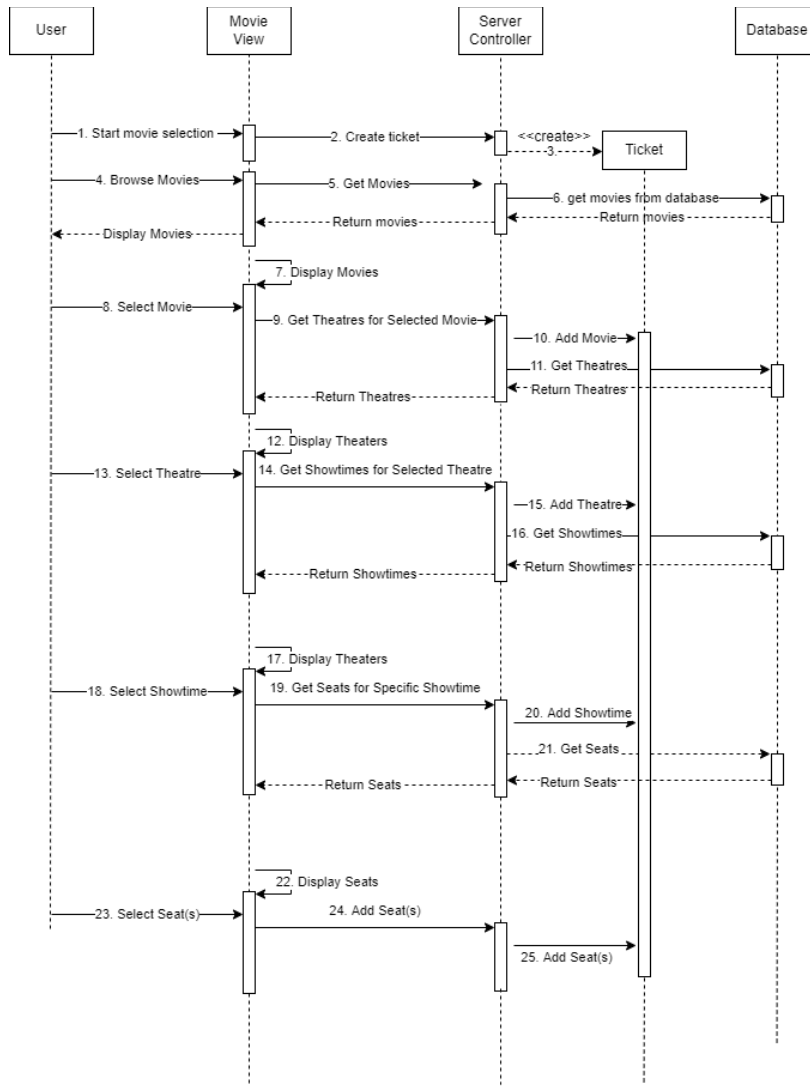 User
Movie
View
Server
Controller
Database
1. Start movie selection
2. Create ticket
<<create>>
3.
Ticket
4. Browse Movies
5. Get Movies
6. get movies from database
Return movies
Return movies
Display Movies
7. Display Movies
8. Select Movie
9. Get Theatres for Selected Movie
10. Add Movie
11. Get Theatres
Return Theatres
Return Theatres
12. Display Theaters
13. Select Theatre
14. Get Showtimes for Selected Theatre
15. Add Theatre
16. Get Showtimes
Return Showtimes
Return Showtimes
17. Display Theaters
18. Select Showtime
19. Get Seats for Specific Showtime
20. Add Showtime
21. Get Seats
Return Seats
Return Seats
22. Display Seats
23. Select Seat(s)
24. Add Seat(s)
25. Add Seat(s)